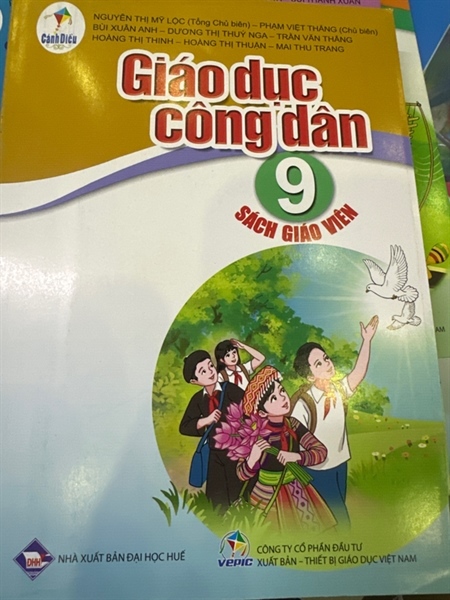 Cánh Diều
NGUYỄN THỊ MỸ LỘC (Tổng Chủ biên) – PHẠM VIỆT THẮNG (Chủ biên)
BÙI XUÂN ANH – DƯƠNG THỊ THUÝ NGA – TRẦN VĂN THẮNG
HOÀNG THỊ THINH – HOÀNG THỊ THUẬN – MAI THU TRANG
Giáo dục
công dân
9
SÁCH GIÁO VIÊN
ĐHH
NHÀ XUẤT BẢN ĐẠI HỌC HUẾ
VEPIC
CÔNG TY CỔ PHẦN ĐẦU TƯ
XUẤT BẢN – THIẾT BỊ GIÁO DỤC VIỆT NAM